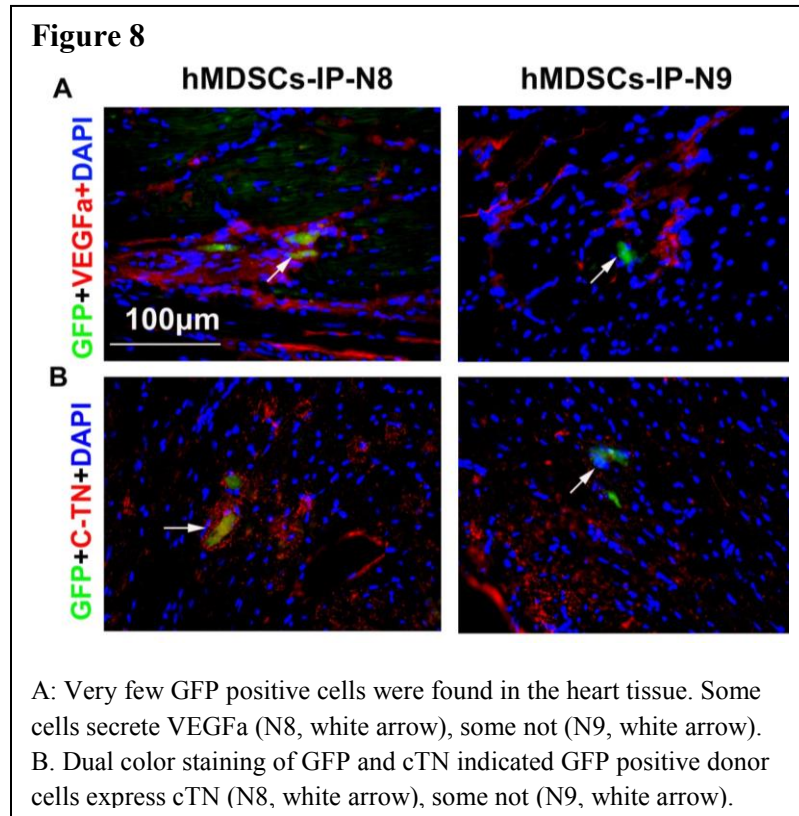 Figure 8
hMDSCs-IP-N8 hMDSCs-IP-N9
A
GFP+VEGFa+DAPI
100µm
B
GFP+C-TN+DAPI
A: Very few GFP positive cells were found in the heart tissue. Some
cells secrete VEGFa (N8, white arrow), some not (N9, white arrow).
B. Dual color staining of GFP and cTN indicated GFP positive donor
cells express cTN (N8, white arrow), some not (N9, white arrow).